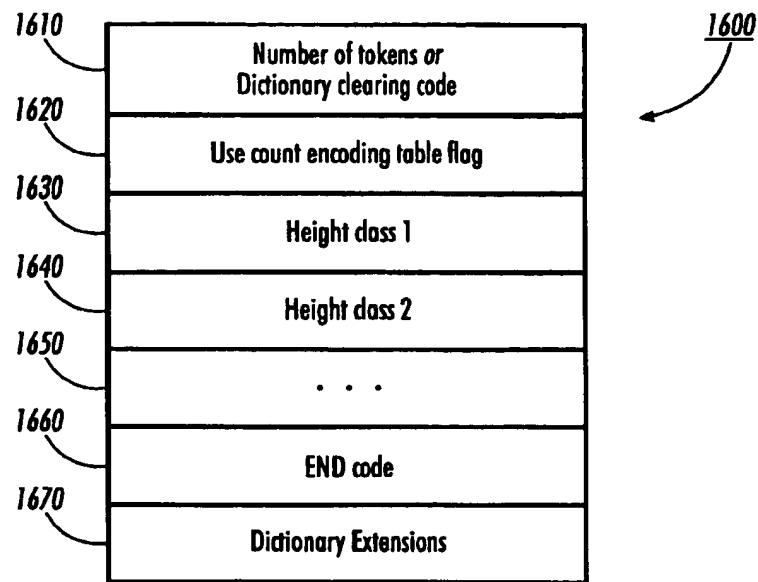 1610
1600
Number of tokens or
Dictionary clearing code
1620
Use count encoding table flag
1630
Height class 1
1640
Height class 2
1650
. . .
1660
END code
1670
Dictionary Extensions